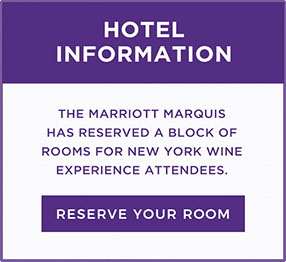 HOTEL
INFORMATION
THE MARRIOTT MARQUIS
HAS RESERVED A BLOCK OF
ROOMS FOR NEW YORK WINE
EXPERIENCE ATTENDEES.
RESERVE YOUR ROOM